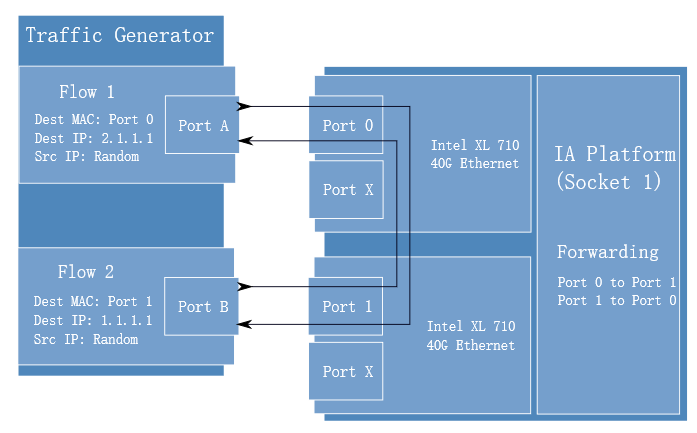 Traffic Generator
Flow 1
Dest MAC: Port 0
Dest IP: 2.1.1.1
Src IP: Random
Port A
Flow 2
Dest MAC: Port 1
Dest IP: 1.1.1.1
Src IP: Random
Port B
Port 0
Port X
Intel XL 710
40G Ethernet
Port 1
Port X
Intel XL 710
40G Ethernet
IA Platform
(Socket 1)
Forwarding
Port 0 to Port 1
Port 1 to Port 0